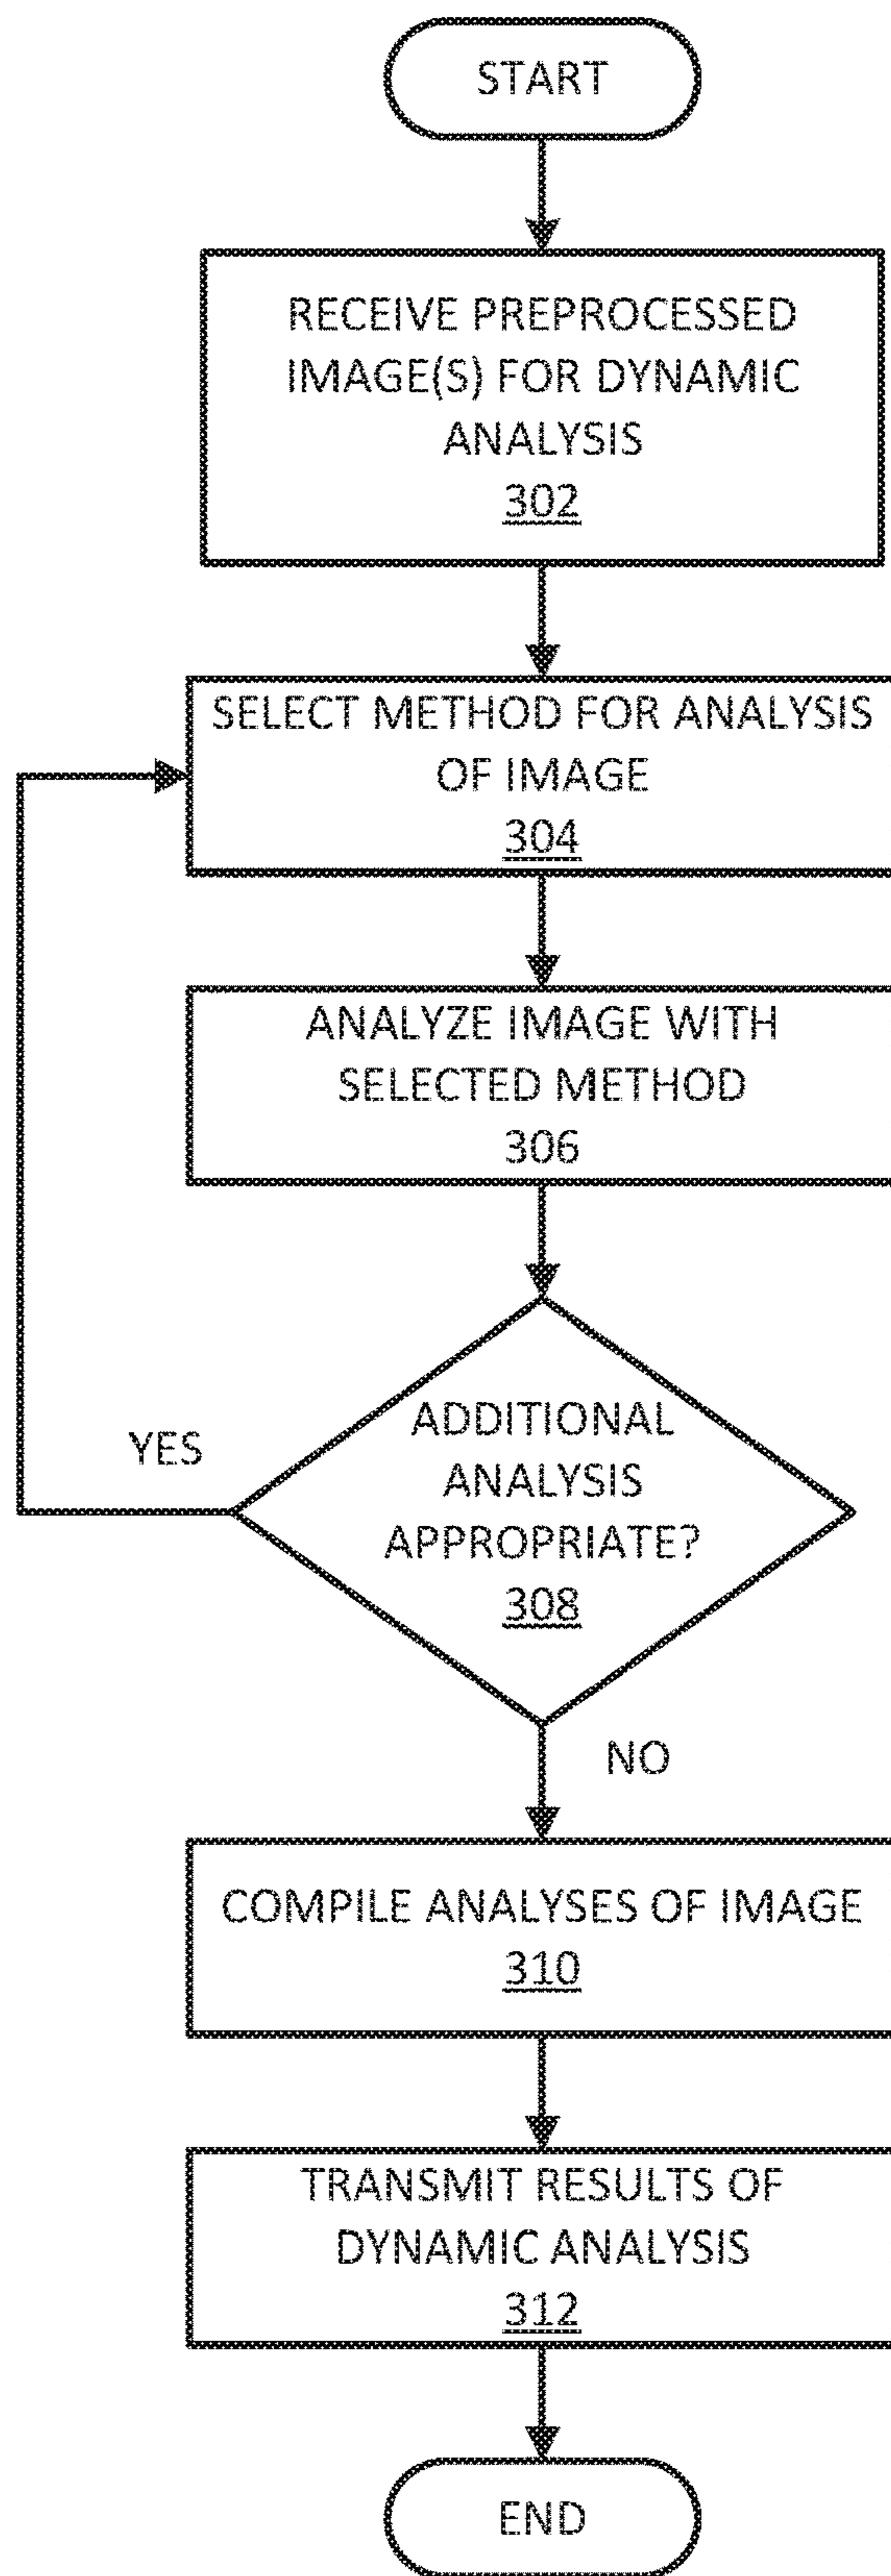 START
RECEIVE PREPROCESSED
IMAGE(S) FOR DYNAMIC
ANALYSIS
302
SELECT METHOD FOR ANALYSIS
OF IMAGE
304
ANALYZE IMAGE WITH
SELECTED METHOD
306
ADDITIONAL
ANALYSIS
APPROPRIATE?
308
YES
NO
COMPILE ANALYSES OF IMAGE
310
TRANSMIT RESULTS OF
DYNAMIC ANALYSIS
312
END